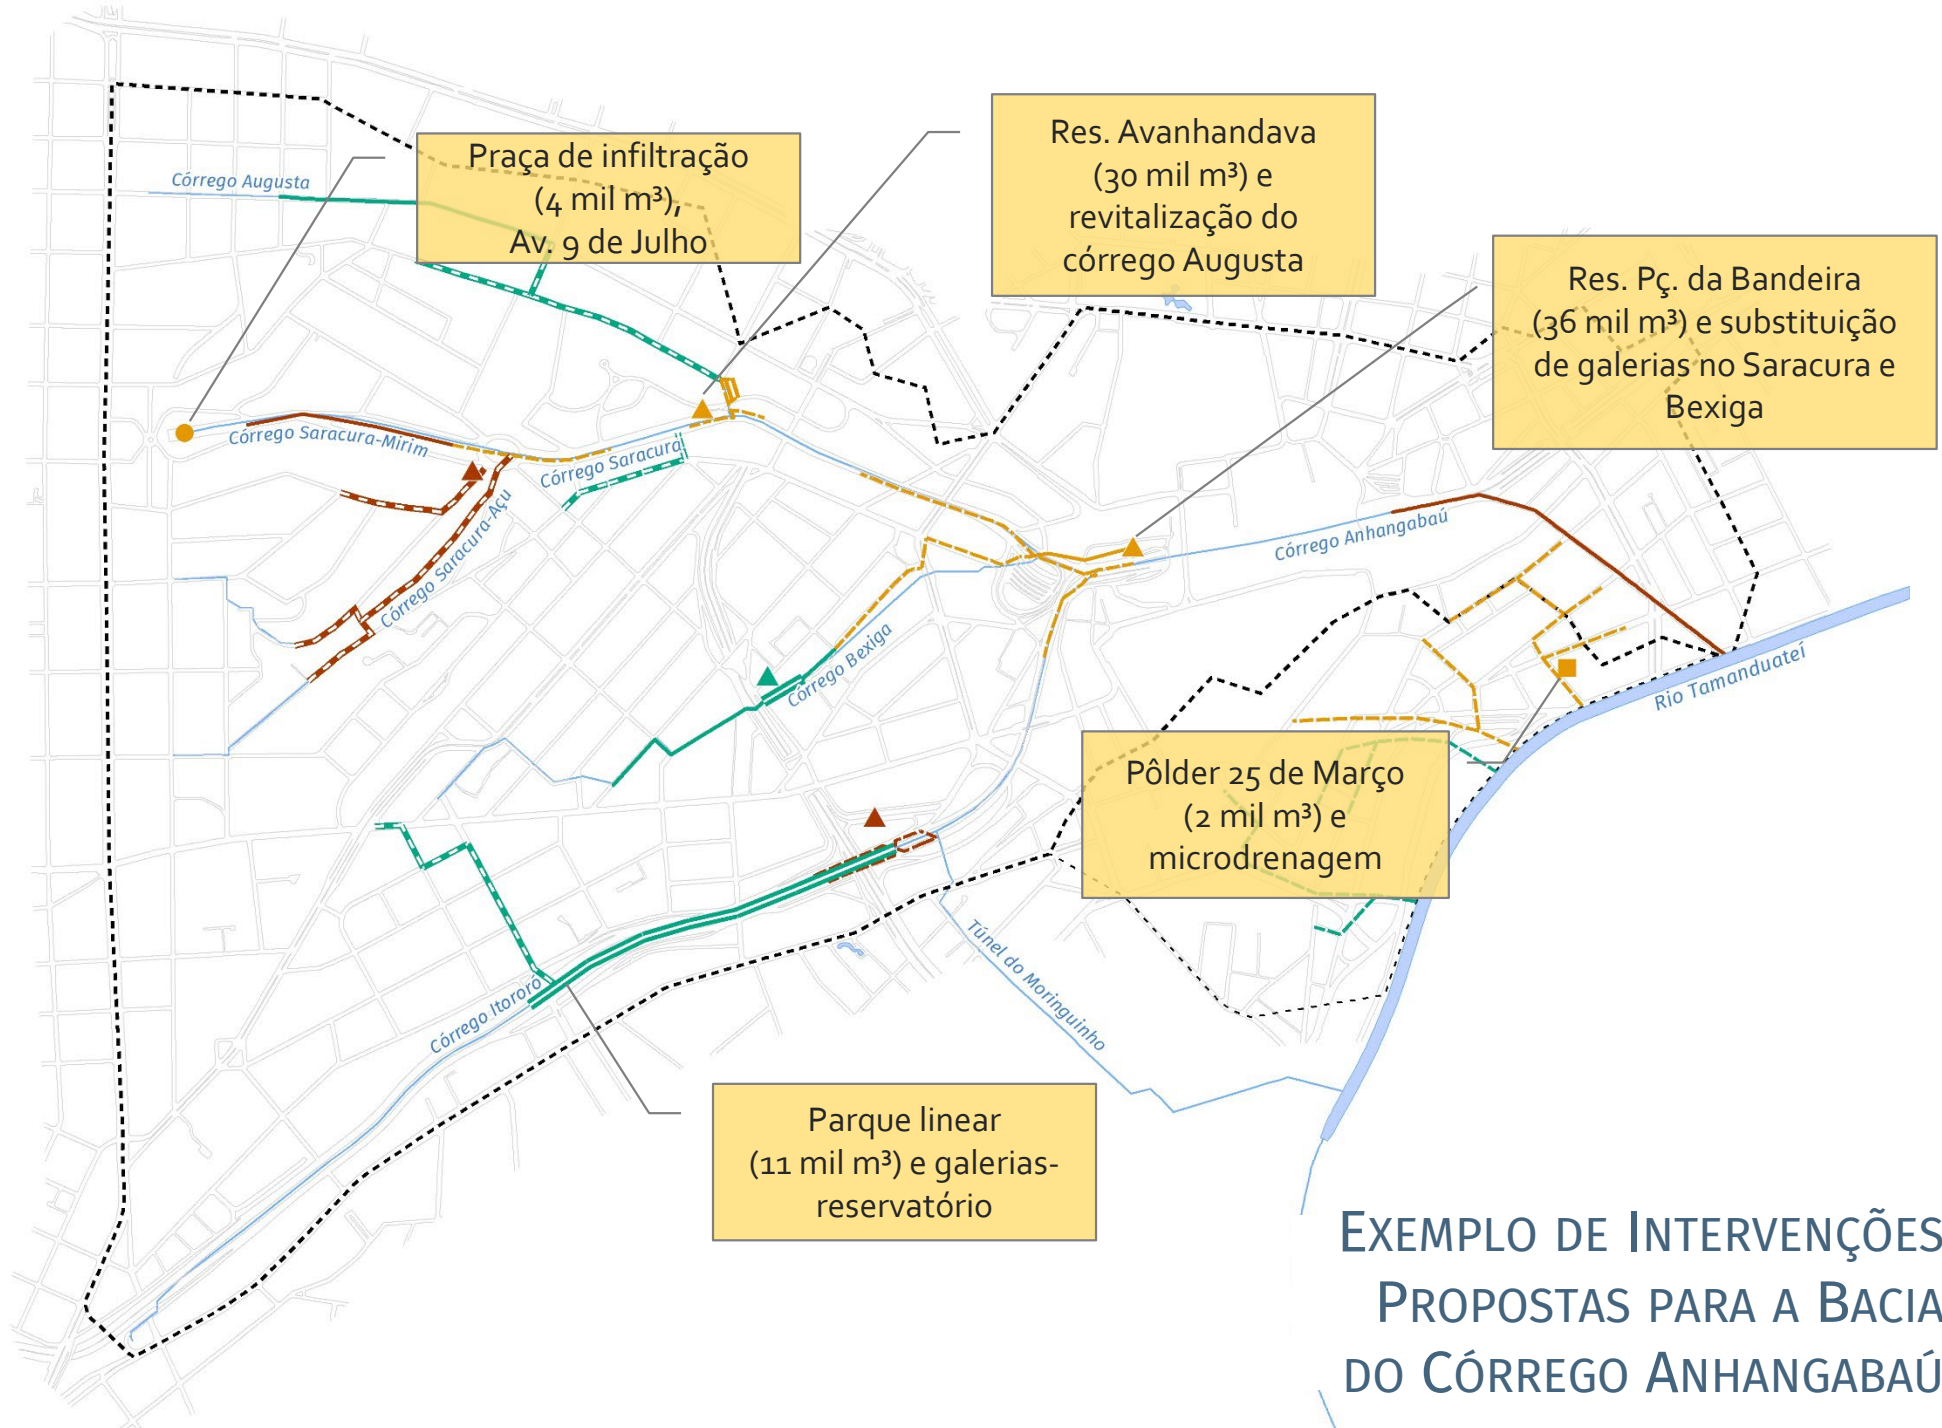 Praça de infiltração
(4 mil m³),
Av. 9 de Julho
Res. Avanhandava
(30 mil m³) e
revitalização do
córrego Augusta
Res. Pç. da Bandeira
(36 mil m³) e substituição
de galerias no Saracura e
Bexiga
Córrego Augusta
Córrego Saracura-Mirim
Córrego Saracura
Córrego Saracura-Açu
Córrego Anhangabaú
Córrego Bexiga
Rio Tamanduateí
Pôlder 25 de Março
(2 mil m³) e
microdrenagem
Túnel do Moringuinho
Córrego Itororó
Parque linear
(11 mil m³) e galerias-
reservatório
EXEMPLO DE INTERVENÇÕES
PROPOSTAS PARA A BACIA
DO CÓRREGO ANHANGABAÚ